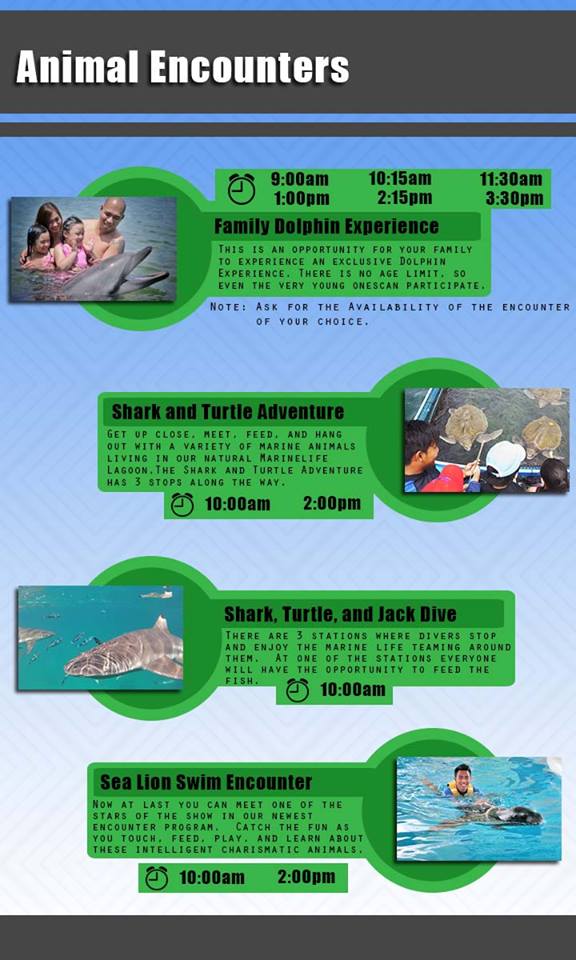 Animal Encounters
9:00am 10:15am 11:30am
1:00pm 2:15pm 3:30pm
Family Dolphin Experience
This is an opportunity for your family
to experience an exclusive Dolphin
Experience. There is no age limit, so
even the very young onescan participate.
Note: Ask for the Availability of the encounter
of your choice.
Shark and Turtle Adventure
Get up close, meet, feed, and hang
out with a variety of marine animals
living in our natural Marinelife
Lagoon.The Shark and Turtle Adventure
has 3 stops along the way.
10:00am 2:00pm
Shark, Turtle, and Jack Dive
There are 3 stations where divers stop
and enjoy the marine life teaming around
them. At one of the stations everyone
will have the opportunity to feed the
fish.
10:00am
Sea Lion Swim Encounter
Now at last you can meet one of the
stars of the show in our newest
encounter program. Catch the fun as
you touch, feed, play, and learn about
these intelligent charismatic animals.
10:00am 2:00pm